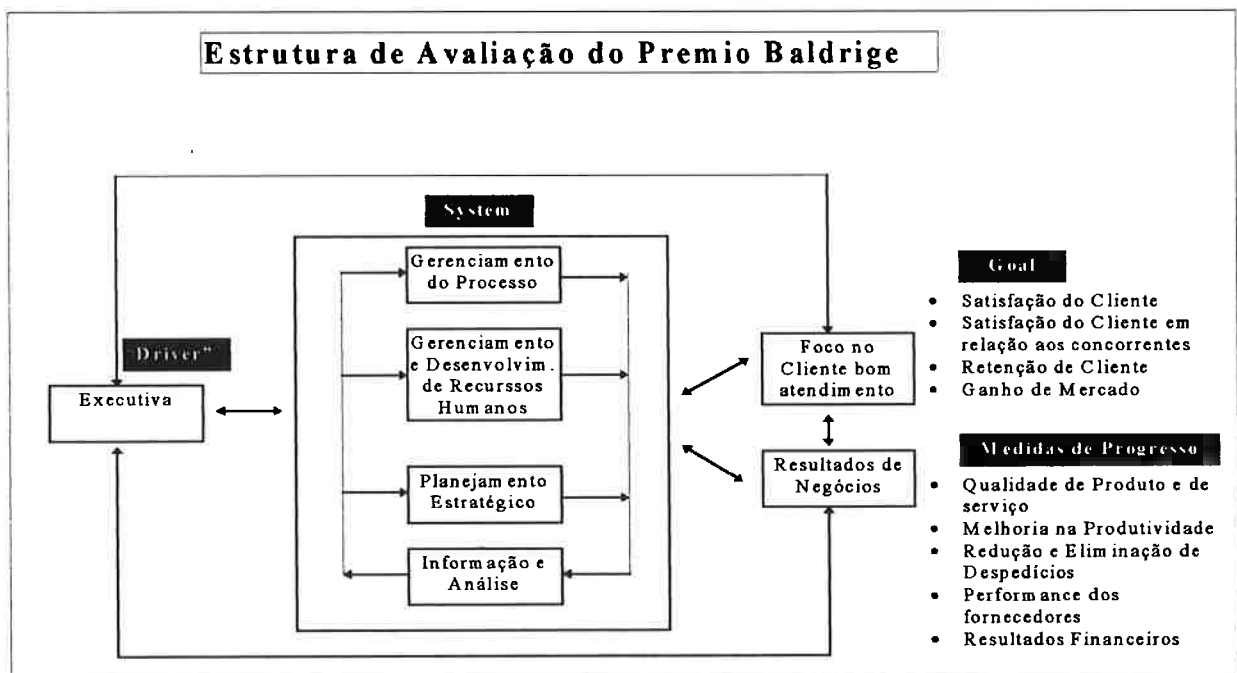 Estrutura de Avaliação do Premio Baldrige
System
Gerenciamento
do Processo
Gerenciamento
e Desenvolvim.
de Recurssos
Humanos
Planejamento
Estratégico
Informação e
Análise
Driver"
Executiva
Foco no
Cliente bom
atendimento
Resultados de
Negócios
Goal
• Satisfação do Cliente
• Satisfação do Cliente em
relação aos concorrentes
• Retenção de Cliente
• Ganho de Mercado
Medidas de Progresso
• Qualidade de Produto e de
serviço
• Melhoria na Produtividade
• Redução e Eliminação de
Despedícios
• Performance dos
fornecedores
• Resultados Financeiros